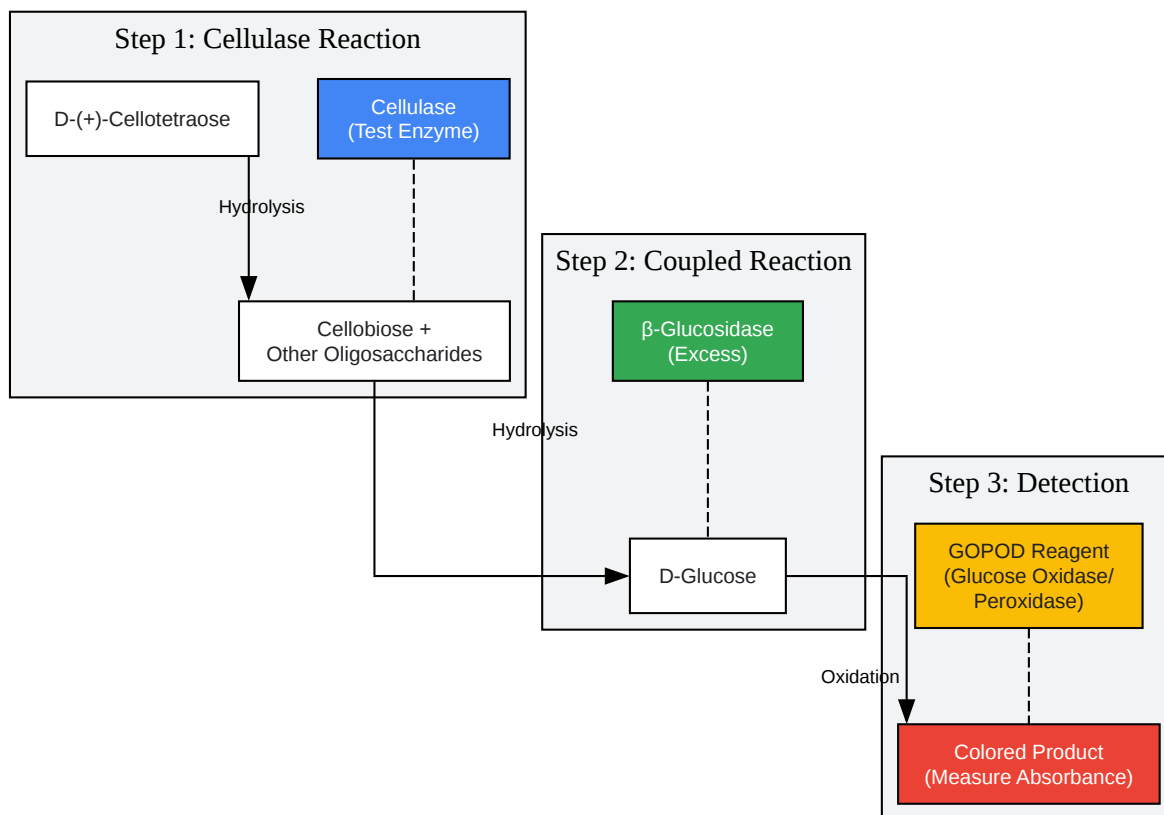 Step 1: Cellulase Reaction
D-(+)-Cellotetraose
Cellulase
(Test Enzyme)
Hydrolysis
Cellobiose +
Other Oligosaccharides
Step 2: Coupled Reaction
β-Glucosidase
(Excess)
Hydrolysis
D-Glucose
Step 3: Detection
GOPOD Reagent
(Glucose Oxidase/
Peroxidase)
Oxidation
Colored Product
(Measure Absorbance)